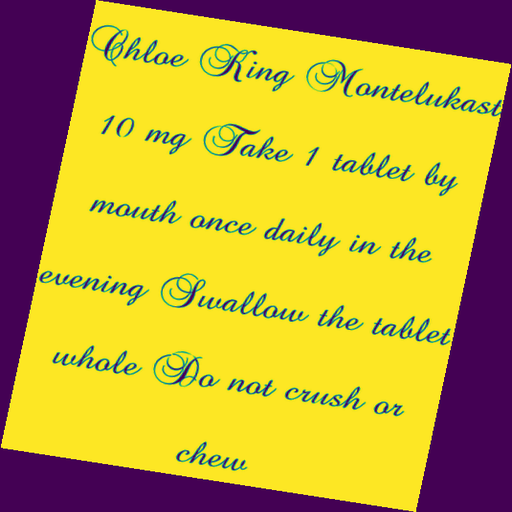 Chloe King Montelukast
10 mg Take 1 tablet by
mouth once daily in the
evening Swallow the tablet
whole Do not crush or
chew